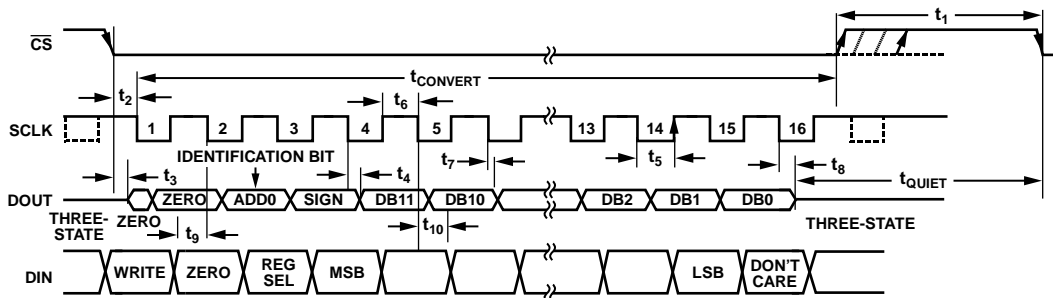 t1
CS
tCONVERT
t2
t6
SCLK
1 2 3 4 5 13 14 15 16
IDENTIFICATION BIT
t7
t5
t8
t3
t4
tQUIET
DOUT
ZERO ADD0 SIGN DB11 DB10 DB2 DB1 DB0
THREE-
STATE
ZERO
THREE-STATE
t9
t10
DIN
WRITE ZERO REG
SEL MSB LSB DON'T
CARE